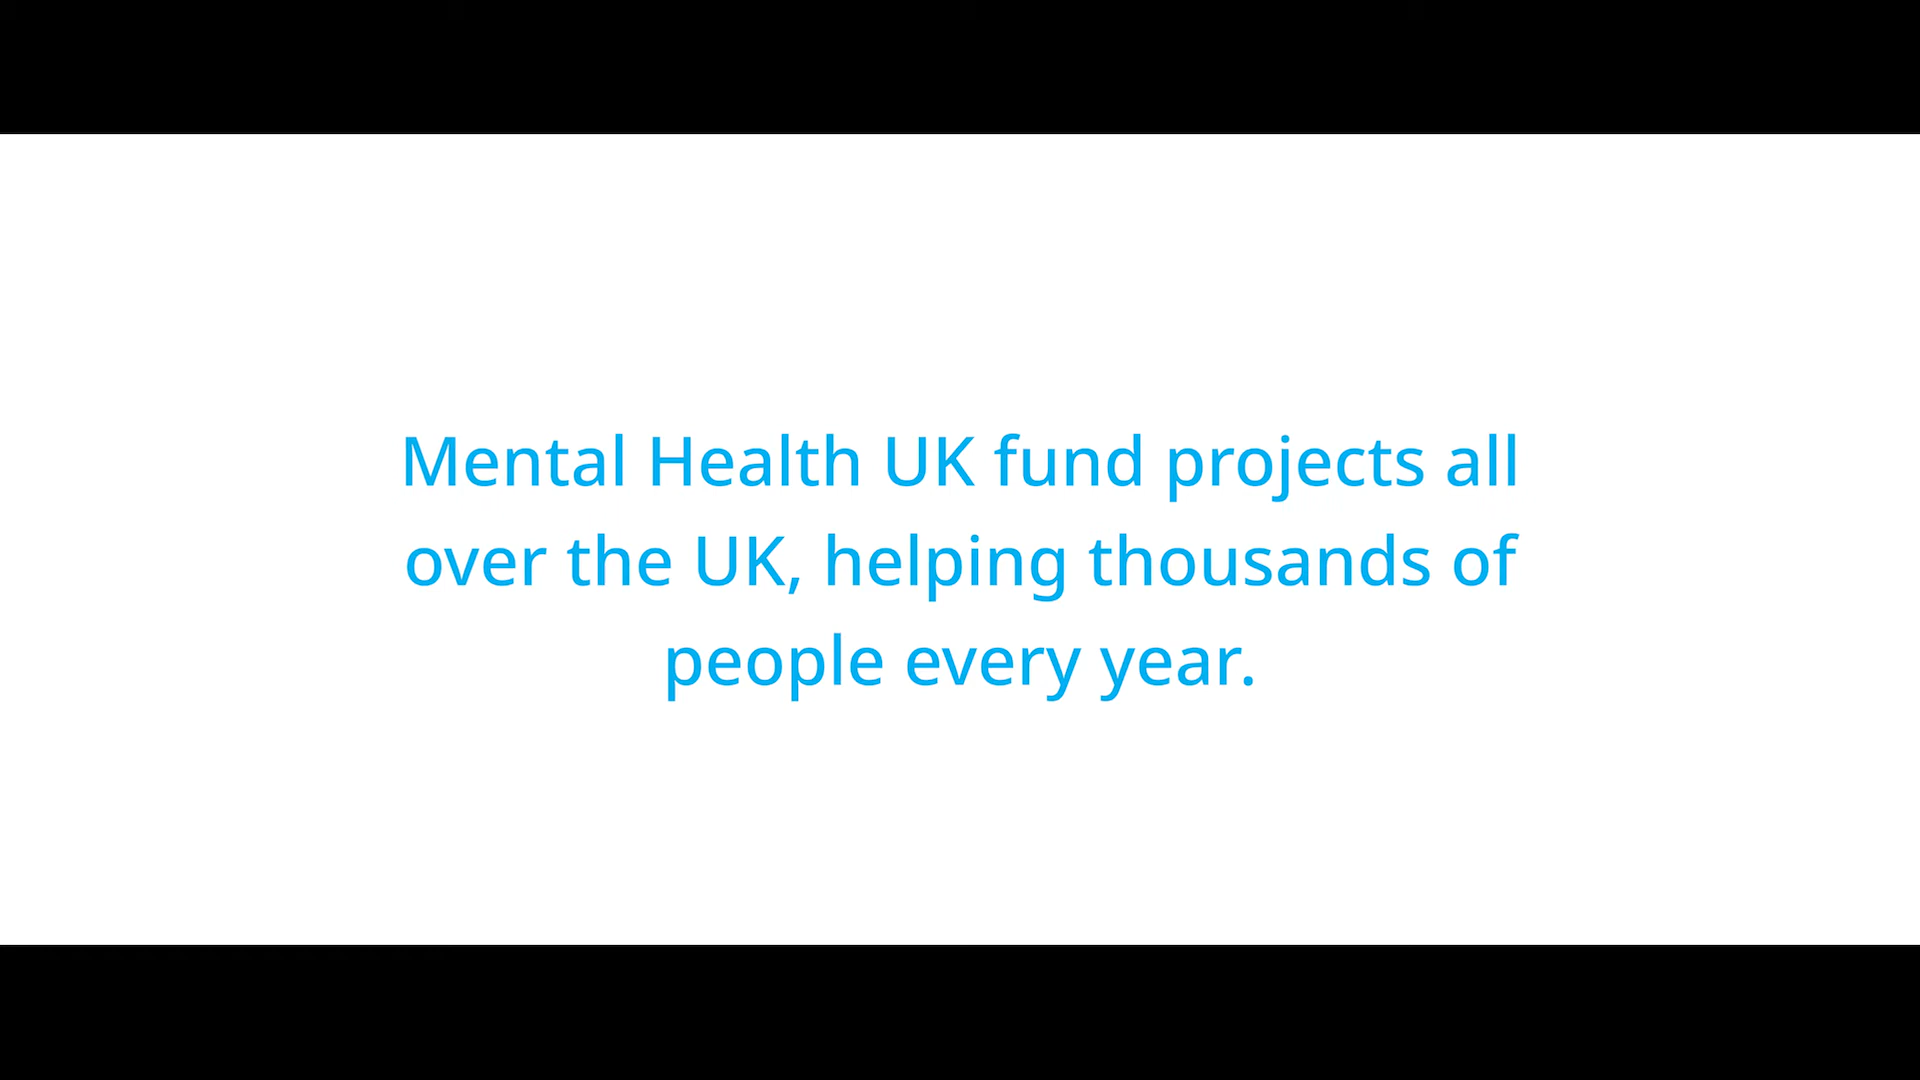 Mental Health UK fund projects all
over the UK, helping thousands of
people every year.